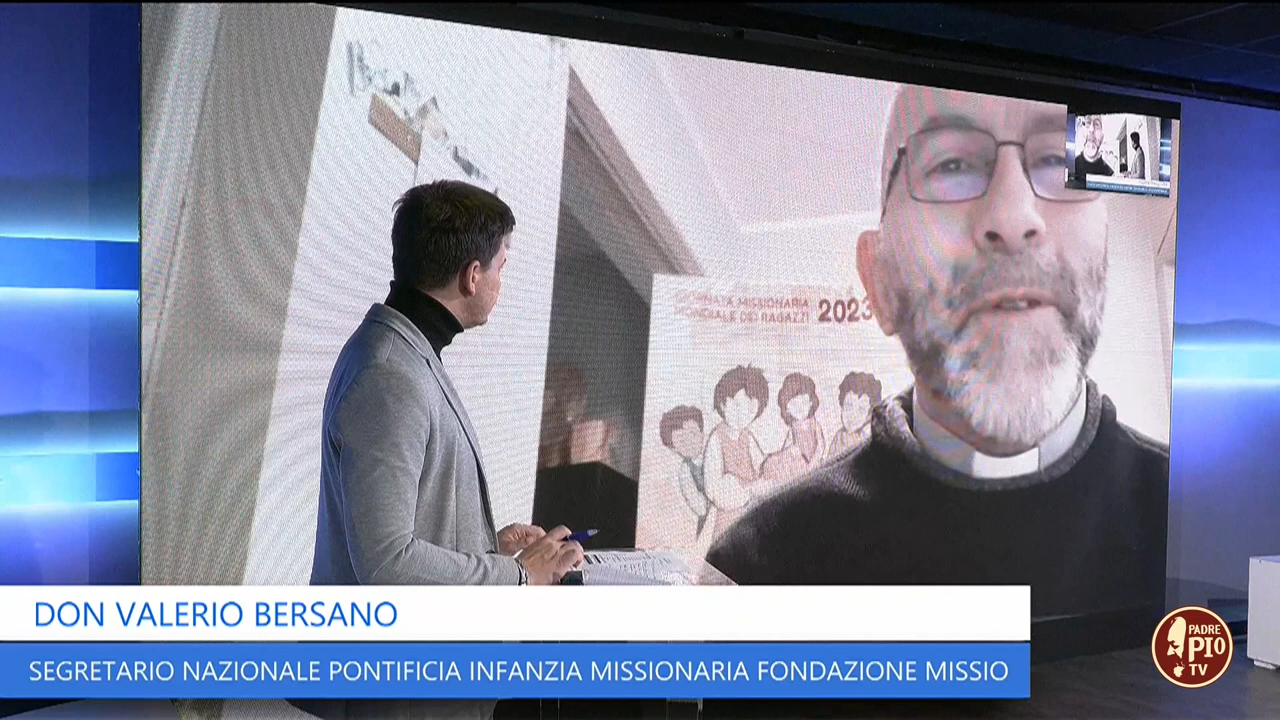 GIORNATA MISSIONARIA
MONDIALE DEI RAGAZZI 2023
DON VALERIO BERSANO
SEGRETARIO NAZIONALE PONTIFICIA INFANZIA MISSIONARIA FONDAZIONE MISSIO
PADRE
PIO
TV